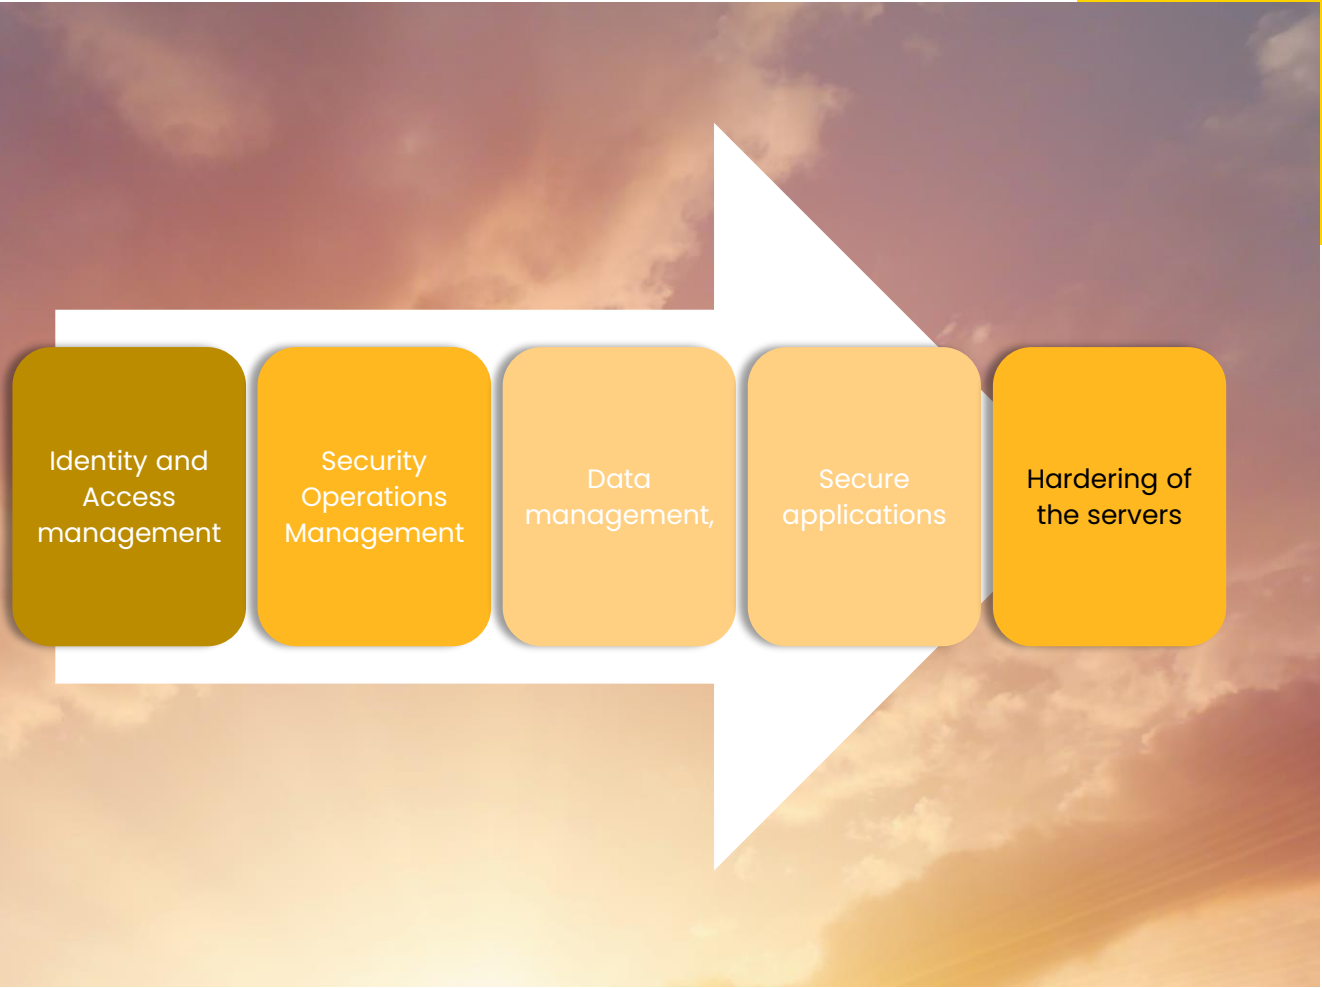 Identity and
Access
management
Security
Operations
Management
Data
management,
Secure
applications
Hardering of
the servers